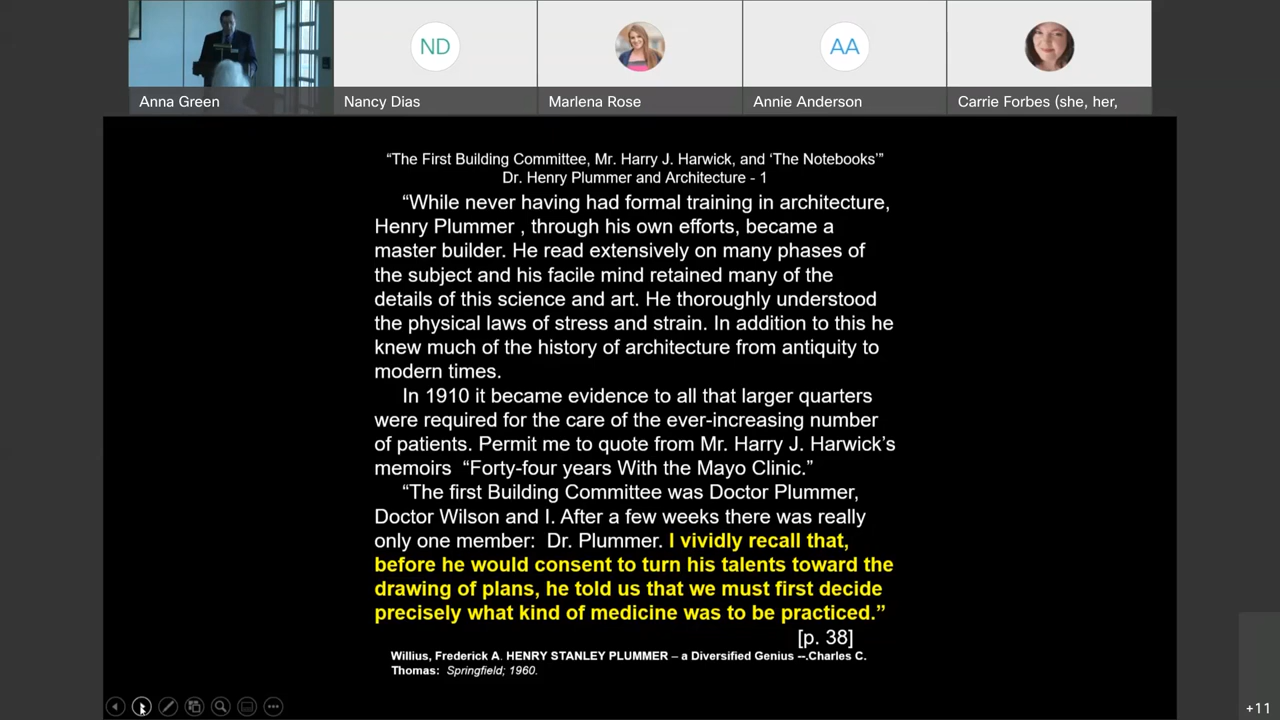 Anna Green
ND
Nancy Dias
Marlena Rose
AA
Annie Anderson
Carrie Forbes (she, her,
“The First Building Committee, Mr. Harry J. Harwick, and ‘The Notebooks’”
Dr. Henry Plummer and Architecture - 1
“While never having had formal training in architecture,
Henry Plummer , through his own efforts, became a
master builder. He read extensively on many phases of
the subject and his facile mind retained many of the
details of this science and art. He thoroughly understood
the physical laws of stress and strain. In addition to this he
knew much of the history of architecture from antiquity to
modern times.
In 1910 it became evidence to all that larger quarters
were required for the care of the ever-increasing number
of patients. Permit me to quote from Mr. Harry J. Harwick’s
memoirs “Forty-four years With the Mayo Clinic.”
“The first Building Committee was Doctor Plummer,
Doctor Wilson and I. After a few weeks there was really
only one member: Dr. Plummer. I vividly recall that,
before he would consent to turn his talents toward the
drawing of plans, he told us that we must first decide
precisely what kind of medicine was to be practiced.”
[p. 38]
Willius, Frederick A. HENRY STANLEY PLUMMER – a Diversified Genius --.Charles C.
Thomas: Springfield; 1960.
+11